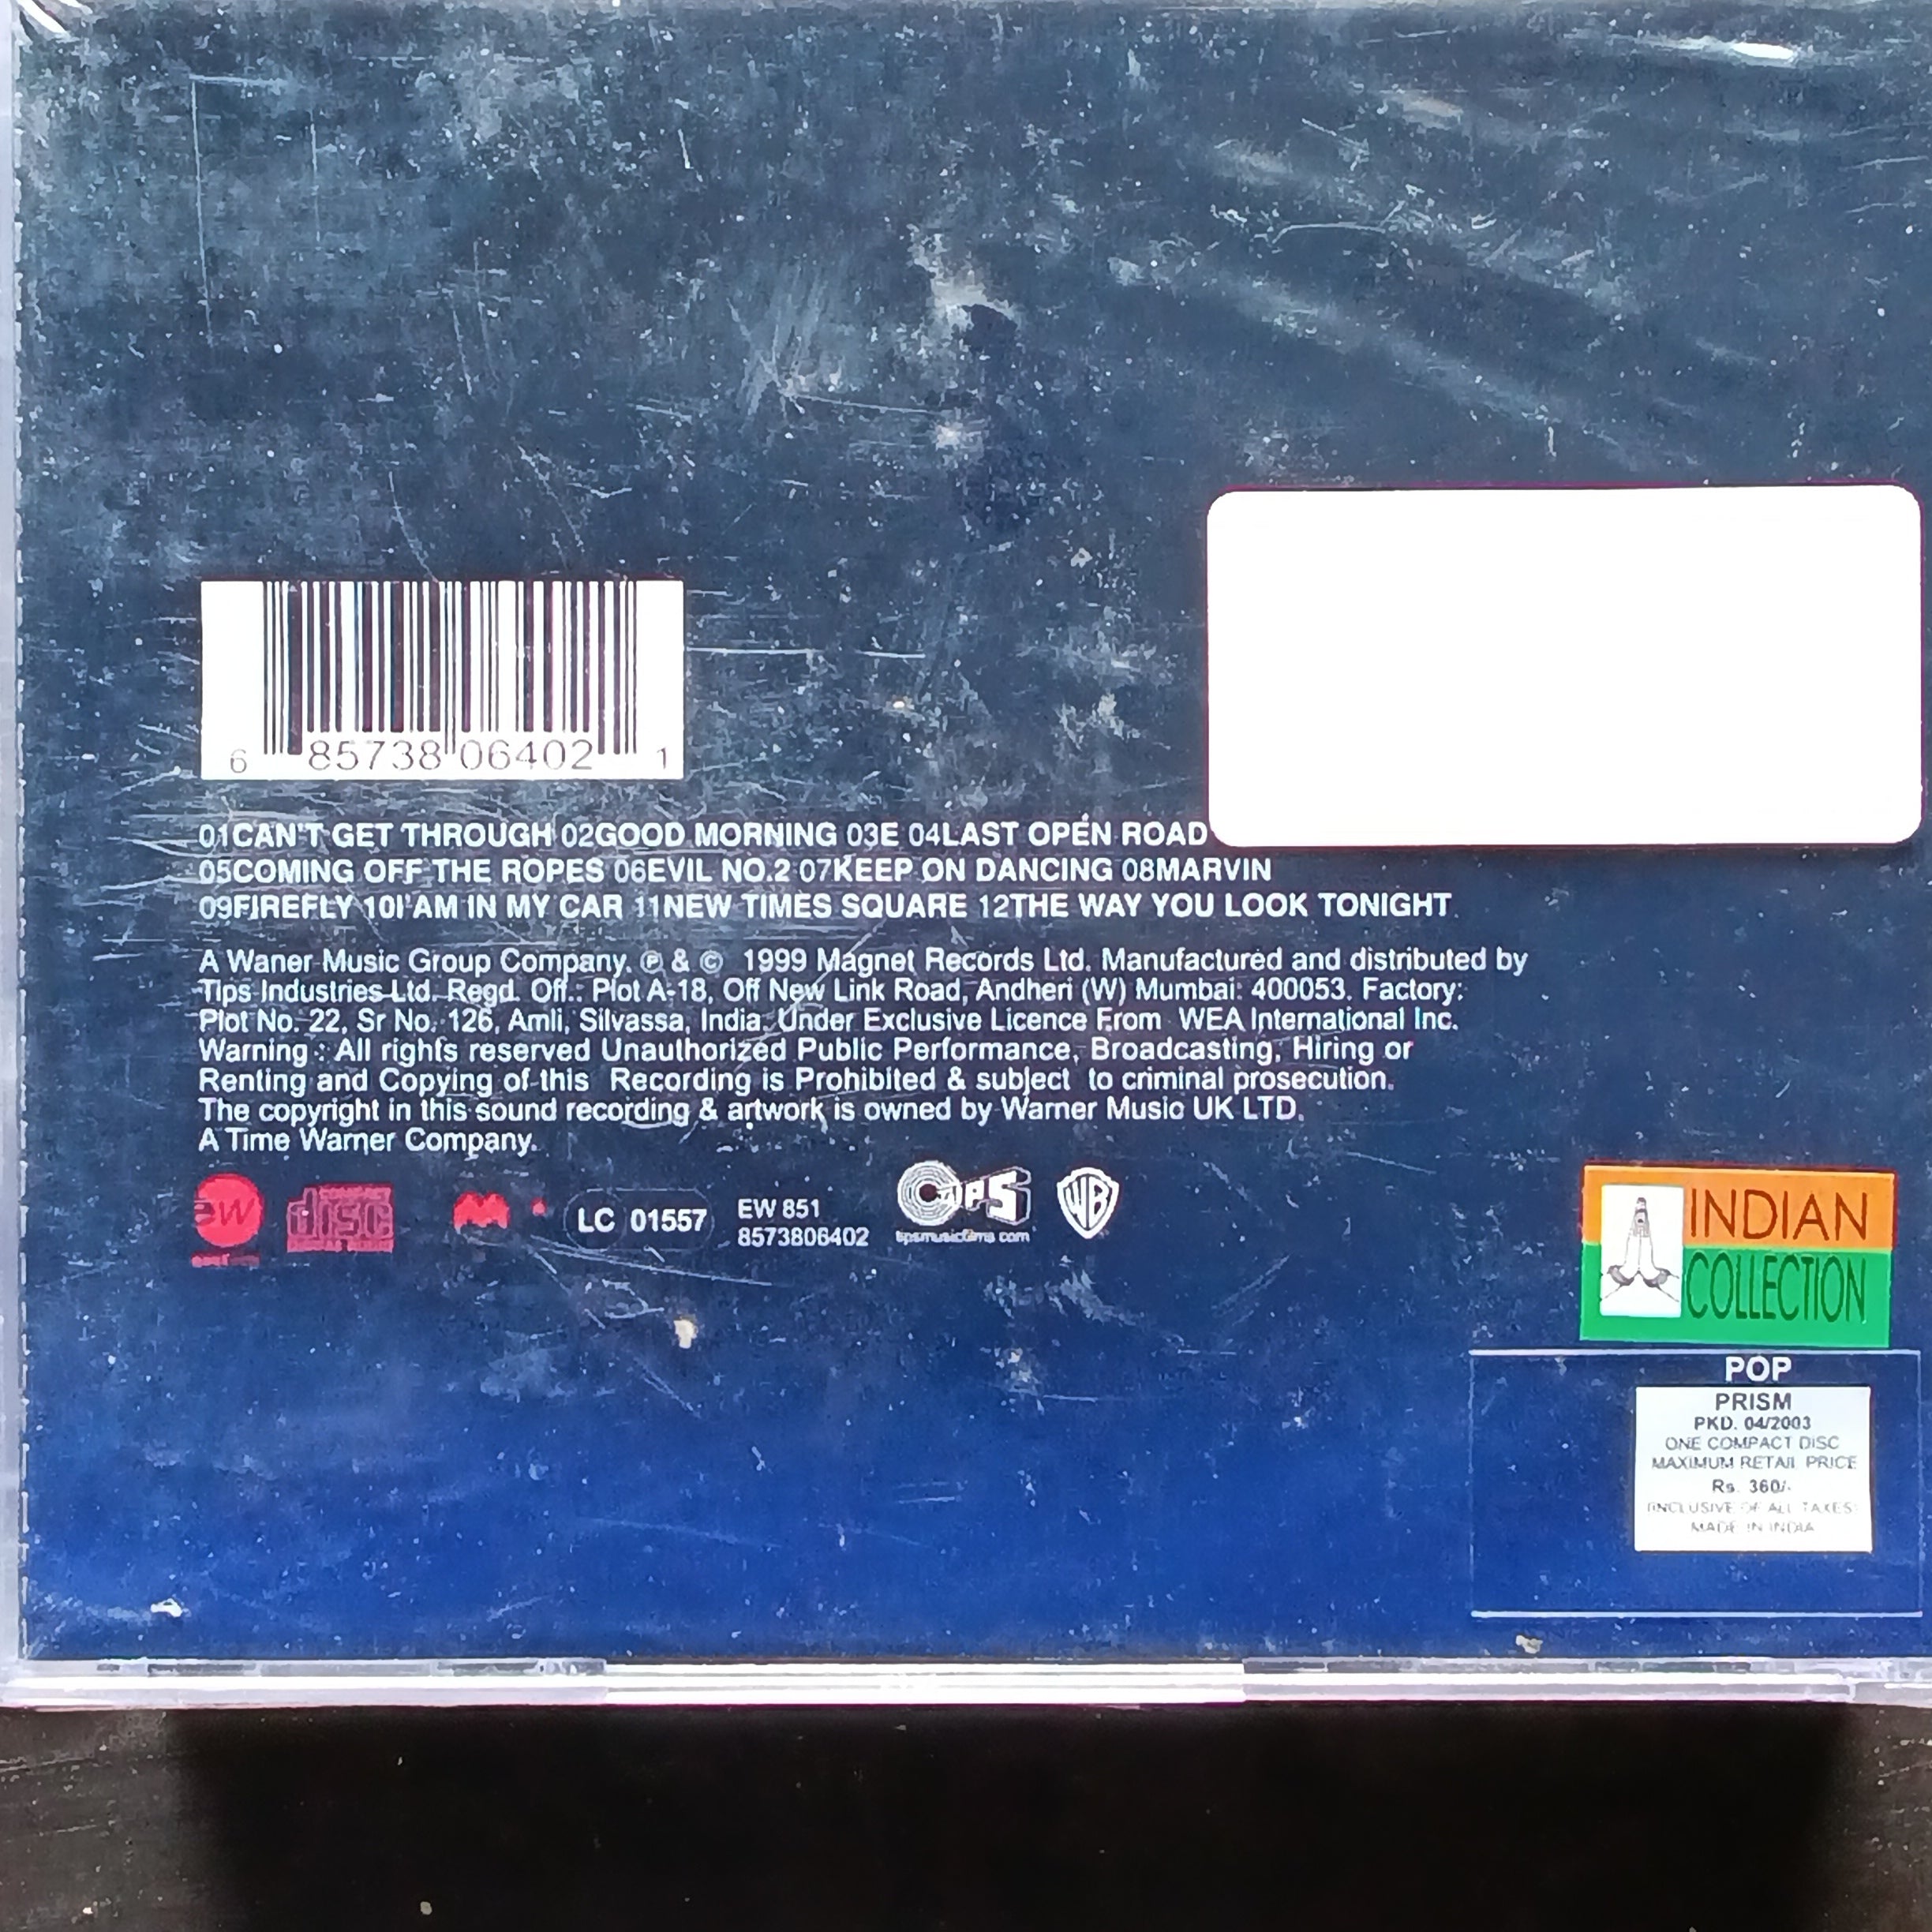 6 85738 06402 1
01CAN'T GET THROUGH 02GOOD MORNING 03E 04LAST OPEN ROAD
05COMING OFF THE ROPES 06EVIL NO.2 07KEEP ON DANCING 08MARVIN
09FIREFLY 10I'AM IN MY CAR 11NEW TIMES SQUARE 12THE WAY YOU LOOK TONIGHT
A Waner Music Group Company. ℗ & © 1999 Magnet Records Ltd. Manufactured and distributed by
Tips Industries Ltd. Regd. Off.: Plot A-18, Off New Link Road, Andheri (W) Mumbai: 400053. Factory:
Plot No. 22, Sr No. 126, Amli, Silvassa, India. Under Exclusive Licence From WEA International Inc.
Warning : All rights reserved Unauthorized Public Performance, Broadcasting, Hiring or
Renting and Copying of this Recording is Prohibited & subject to criminal prosecution.
The copyright in this sound recording & artwork is owned by Warner Music UK LTD.
A Time Warner Company.
ew
disc
LC 01557
EW 851
8573806402
TIPS
tipsmusicfilms.com
WB
INDIAN
COLLECTION
POP
PRISM
PKD. 04/2003
ONE COMPACT DISC
MAXIMUM RETAIL PRICE
Rs. 360/-
(INCLUSIVE OF ALL TAXES)
MADE IN INDIA